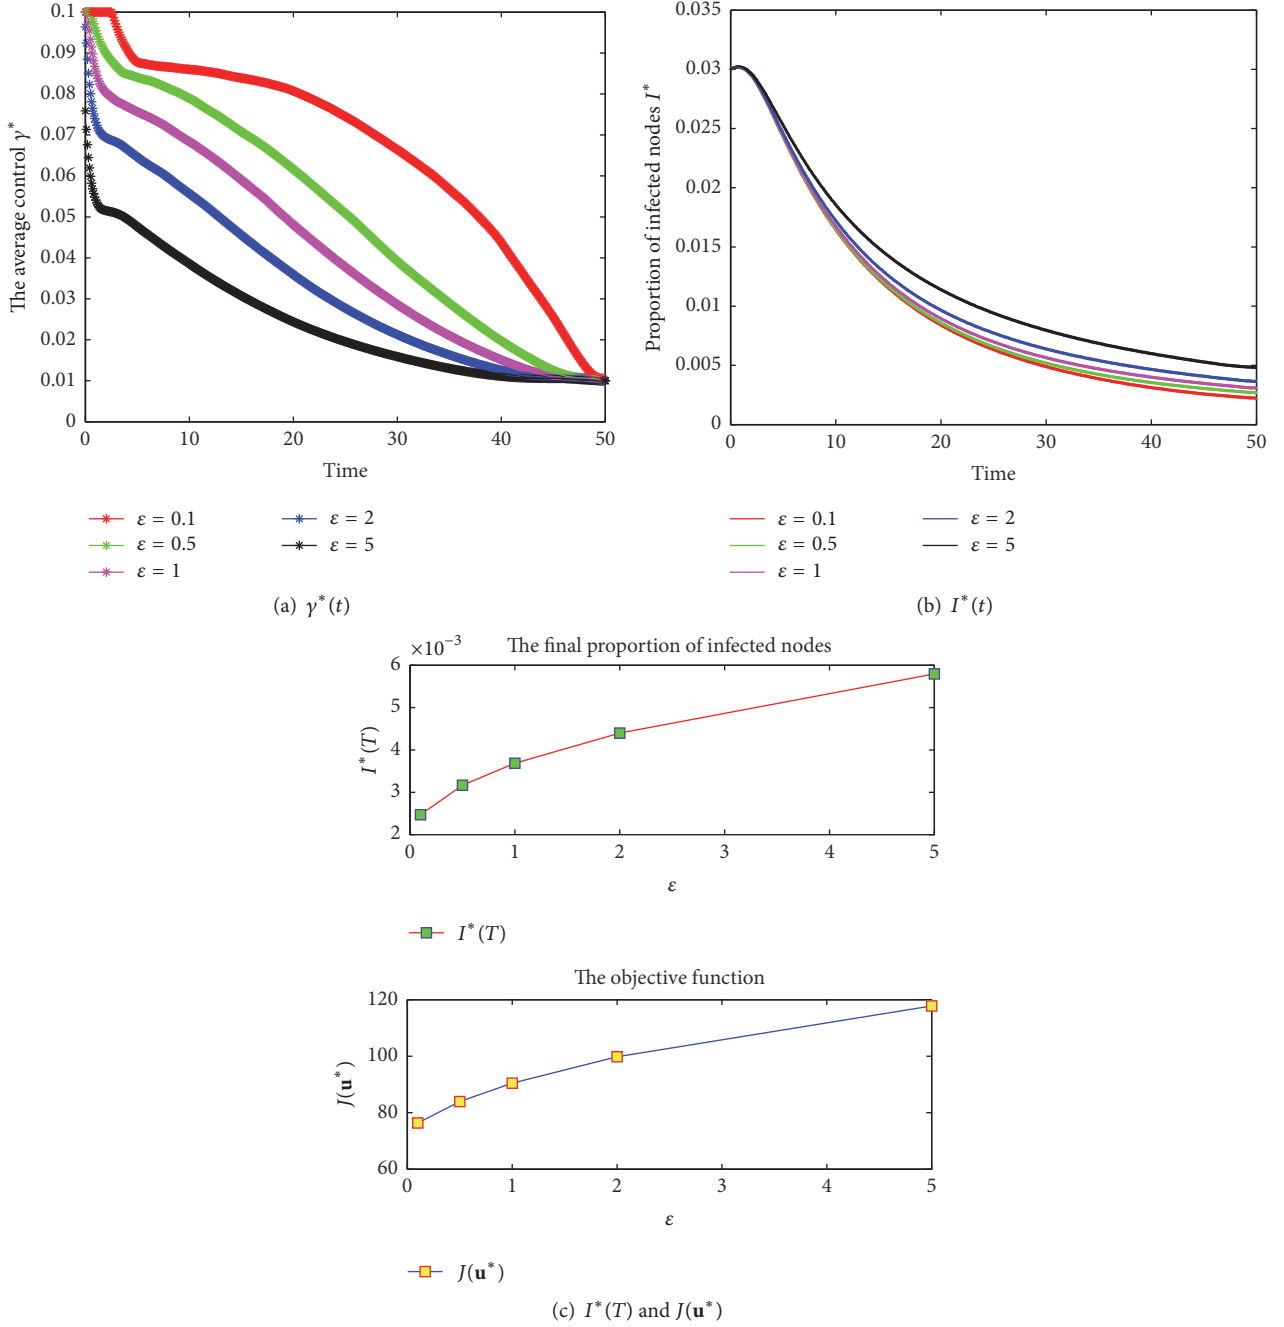 0.1
0.09
0.08
0.07
0.06
0.05
0.04
0.03
0.02
0.01
0
The average control γ*
0 10 20 30 40 50
Time
ε = 0.1
ε = 0.5
ε = 1
ε = 2
ε = 5
(a) γ*(t)
0.035
0.03
0.025
0.02
0.015
0.01
0.005
0
Proportion of infected nodes I*
0 10 20 30 40 50
Time
ε = 0.1
ε = 0.5
ε = 1
ε = 2
ε = 5
(b) I*(t)
×10⁻³
The final proportion of infected nodes
6
5
4
3
2
I*(T)
0 1 2 3 4 5
ε
I*(T)
The objective function
120
100
80
60
J(u*)
0 1 2 3 4 5
ε
J(u*)
(c) I*(T) and J(u*)